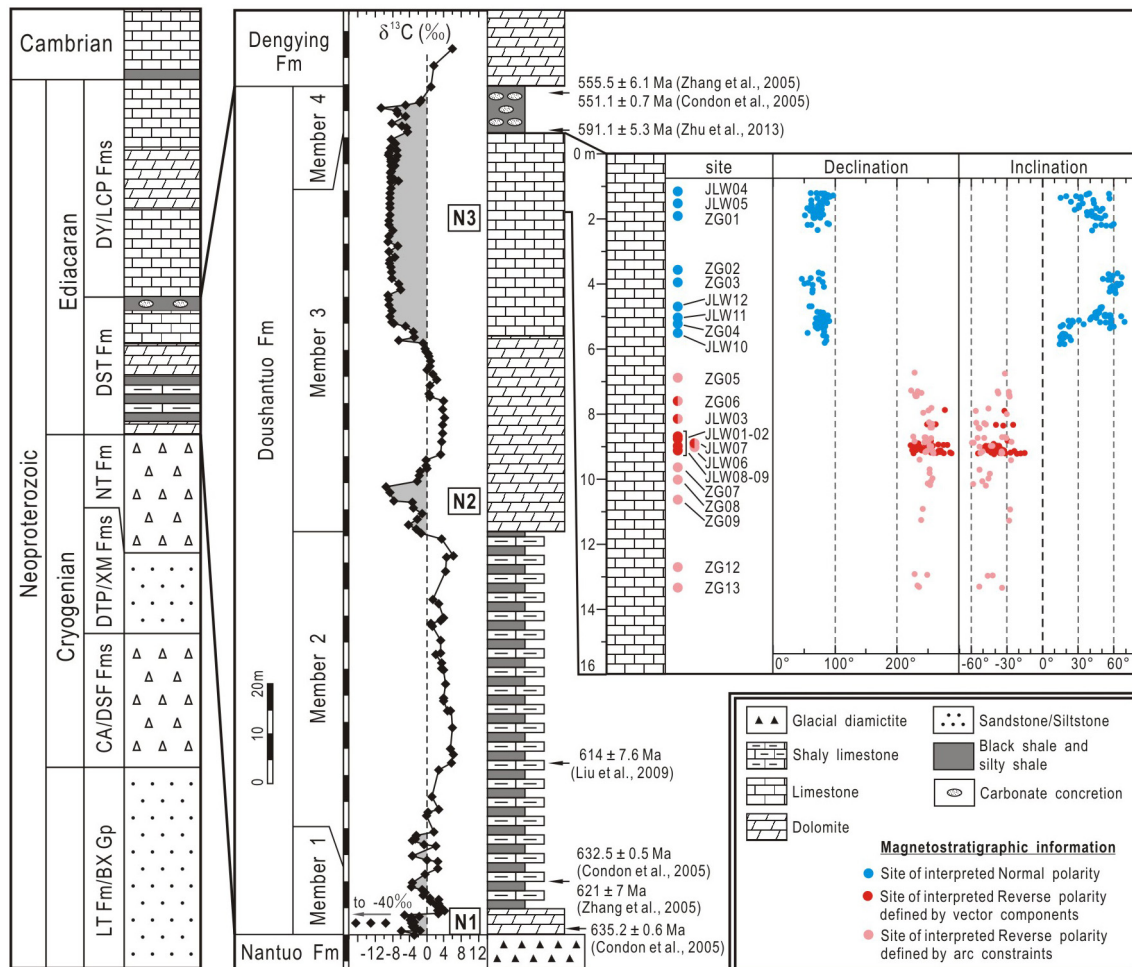 Cambrian
Neoproterozoic
Ediacaran
Cryogenian
DY/LCP Fms
DST Fm
NT Fm
DTP/XM Fms
CA/DSF Fms
LT Fm/BX Gp
Dengying
Fm
Doushantuo Fm
Member 4
Member 3
Member 2
Member 1
Nantuo Fm
20m
10
0
δ¹³C (‰)
N3
N2
N1
to -40‰
-12 -8 -4 0 4 8 12
555.5 ± 6.1 Ma (Zhang et al., 2005)
551.1 ± 0.7 Ma (Condon et al., 2005)
591.1 ± 5.3 Ma (Zhu et al., 2013)
614 ± 7.6 Ma
(Liu et al., 2009)
632.5 ± 0.5 Ma
(Condon et al., 2005)
621 ± 7 Ma
(Zhang et al., 2005)
635.2 ± 0.6 Ma
(Condon et al., 2005)
0 m
2
4
6
8
10
12
14
16
site
Declination
Inclination
JLW04
JLW05
ZG01
ZG02
ZG03
JLW12
JLW11
ZG04
JLW10
ZG05
ZG06
JLW03
JLW01-02
JLW07
JLW06
JLW08-09
ZG07
ZG08
ZG09
ZG12
ZG13
0° 100° 200°
-60° -30° 0° 30° 60°
Glacial diamictite
Shaly limestone
Limestone
Dolomite
Sandstone/Siltstone
Black shale and
silty shale
Carbonate concretion
Magnetostratigraphic information
Site of interpreted Normal polarity
Site of interpreted Reverse polarity
defined by vector components
Site of interpreted Reverse polarity
defined by arc constraints